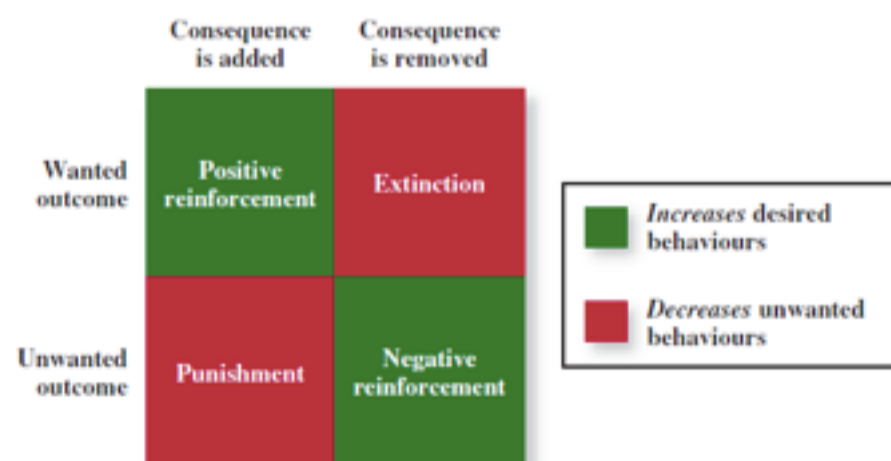 Consequence
is added
Consequence
is removed
Wanted
outcome
Positive
reinforcement
Extinction
Increases desired
behaviours
Decreases unwanted
behaviours
Unwanted
outcome
Punishment
Negative
reinforcement